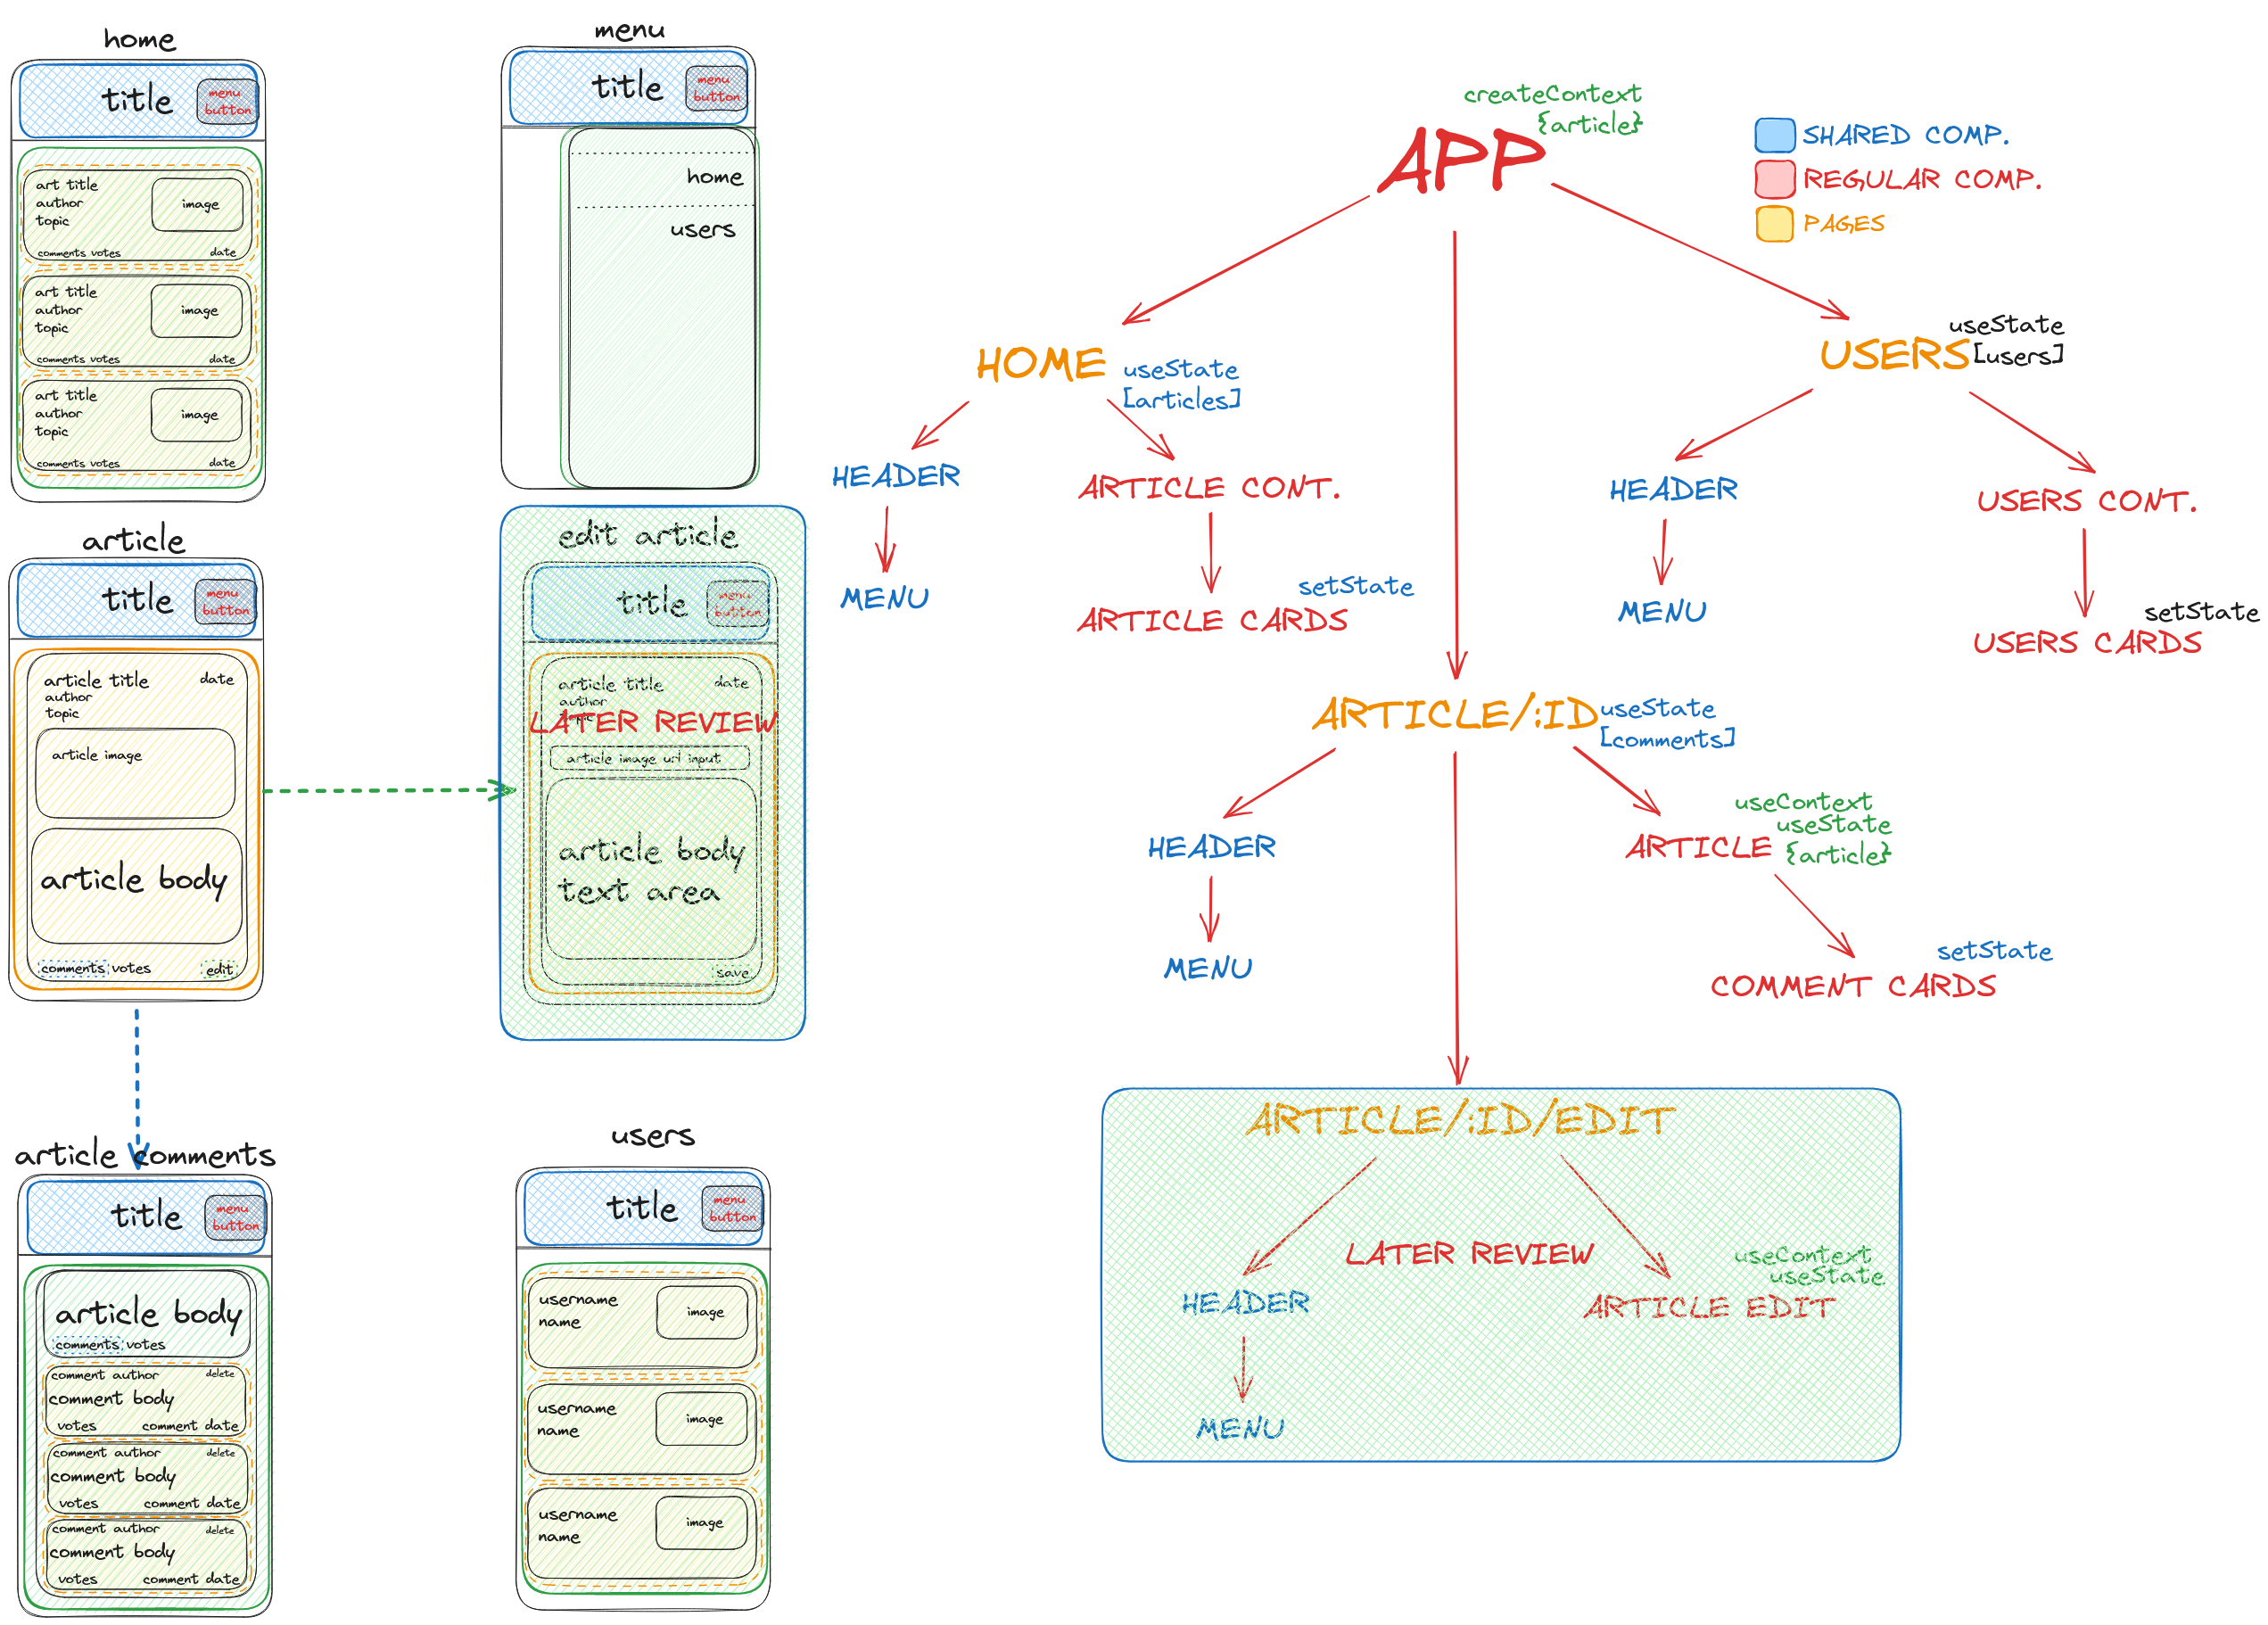 home
title
menu
button
art title
author
topic
image
comments votes
date
art title
author
topic
image
comments votes
date
art title
author
topic
image
comments votes
date
menu
title
menu
button
home
users
article
title
menu
button
article title
date
author
topic
article image
article body
comments votes
edit
edit article
title
menu
button
article title
date
author
topic
LATER REVIEW
article image url input
article body
text area
save
article comments
title
menu
button
article body
comments votes
comment author
delete
comment body
votes
comment date
comment author
delete
comment body
votes
comment date
comment author
delete
comment body
votes
comment date
users
title
menu
button
username
name
image
username
name
image
username
name
image
createContext
{article}
APP
SHARED COMP.
REGULAR COMP.
PAGES
HOME
useState
[articles]
HEADER
MENU
ARTICLE CONT.
setState
ARTICLE CARDS
useState
USERS
[users]
HEADER
MENU
USERS CONT.
setState
USERS CARDS
ARTICLE/:ID
useState
[comments]
HEADER
MENU
useContext
useState
ARTICLE
{article}
setState
COMMENT CARDS
ARTICLE/:ID/EDIT
LATER REVIEW
HEADER
MENU
useContext
useState
ARTICLE EDIT